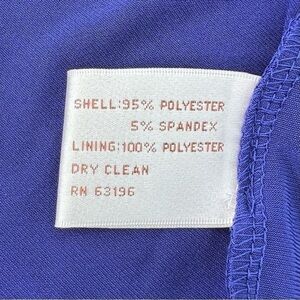 SHELL:95% POLYESTER
5% SPANDEX
LINING:100% POLYESTER
DRY CLEAN
RN 63196